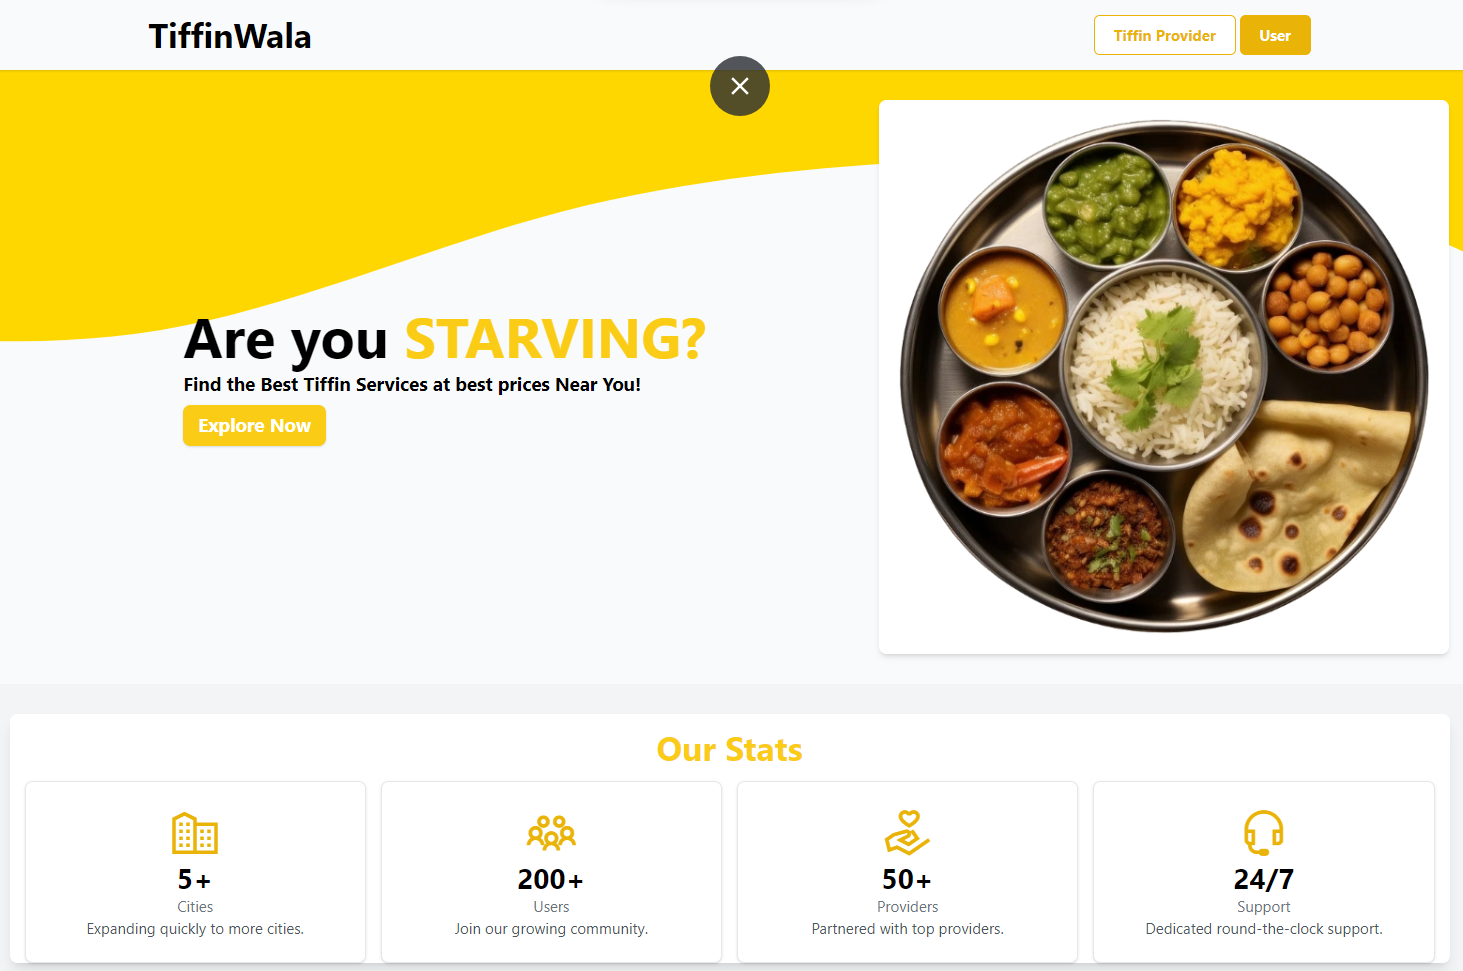 TiffinWala
Tiffin Provider
User
Are you STARVING?
Find the Best Tiffin Services at best prices Near You!
Explore Now
Our Stats
5+
Cities
Expanding quickly to more cities.
200+
Users
Join our growing community.
50+
Providers
Partnered with top providers.
24/7
Support
Dedicated round-the-clock support.